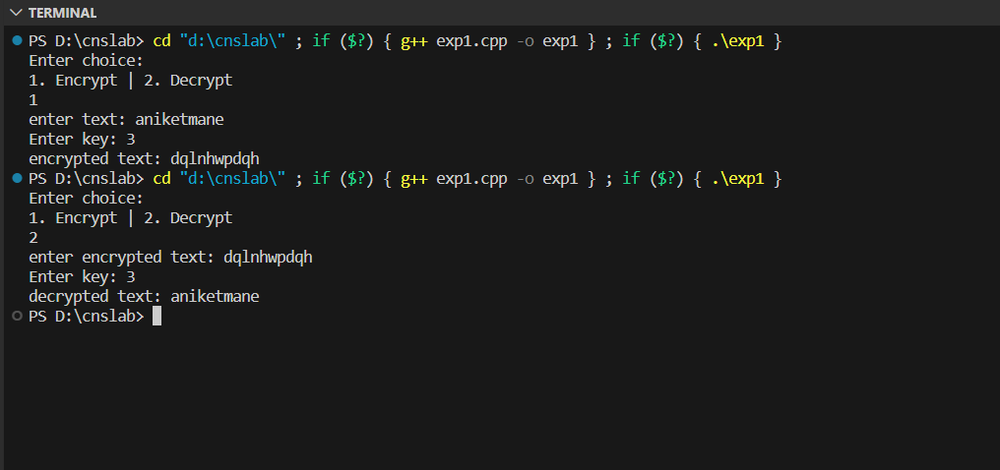 TERMINAL
PS D:\cnslab> cd "d:\cnslab\" ; if ($?) { g++ exp1.cpp -o exp1 } ; if ($?) { .\exp1 }
Enter choice:
1. Encrypt | 2. Decrypt
1
enter text: aniketmane
Enter key: 3
encrypted text: dqlnhwpdqh
PS D:\cnslab> cd "d:\cnslab\" ; if ($?) { g++ exp1.cpp -o exp1 } ; if ($?) { .\exp1 }
Enter choice:
1. Encrypt | 2. Decrypt
2
enter encrypted text: dqlnhwpdqh
Enter key: 3
decrypted text: aniketmane
PS D:\cnslab>